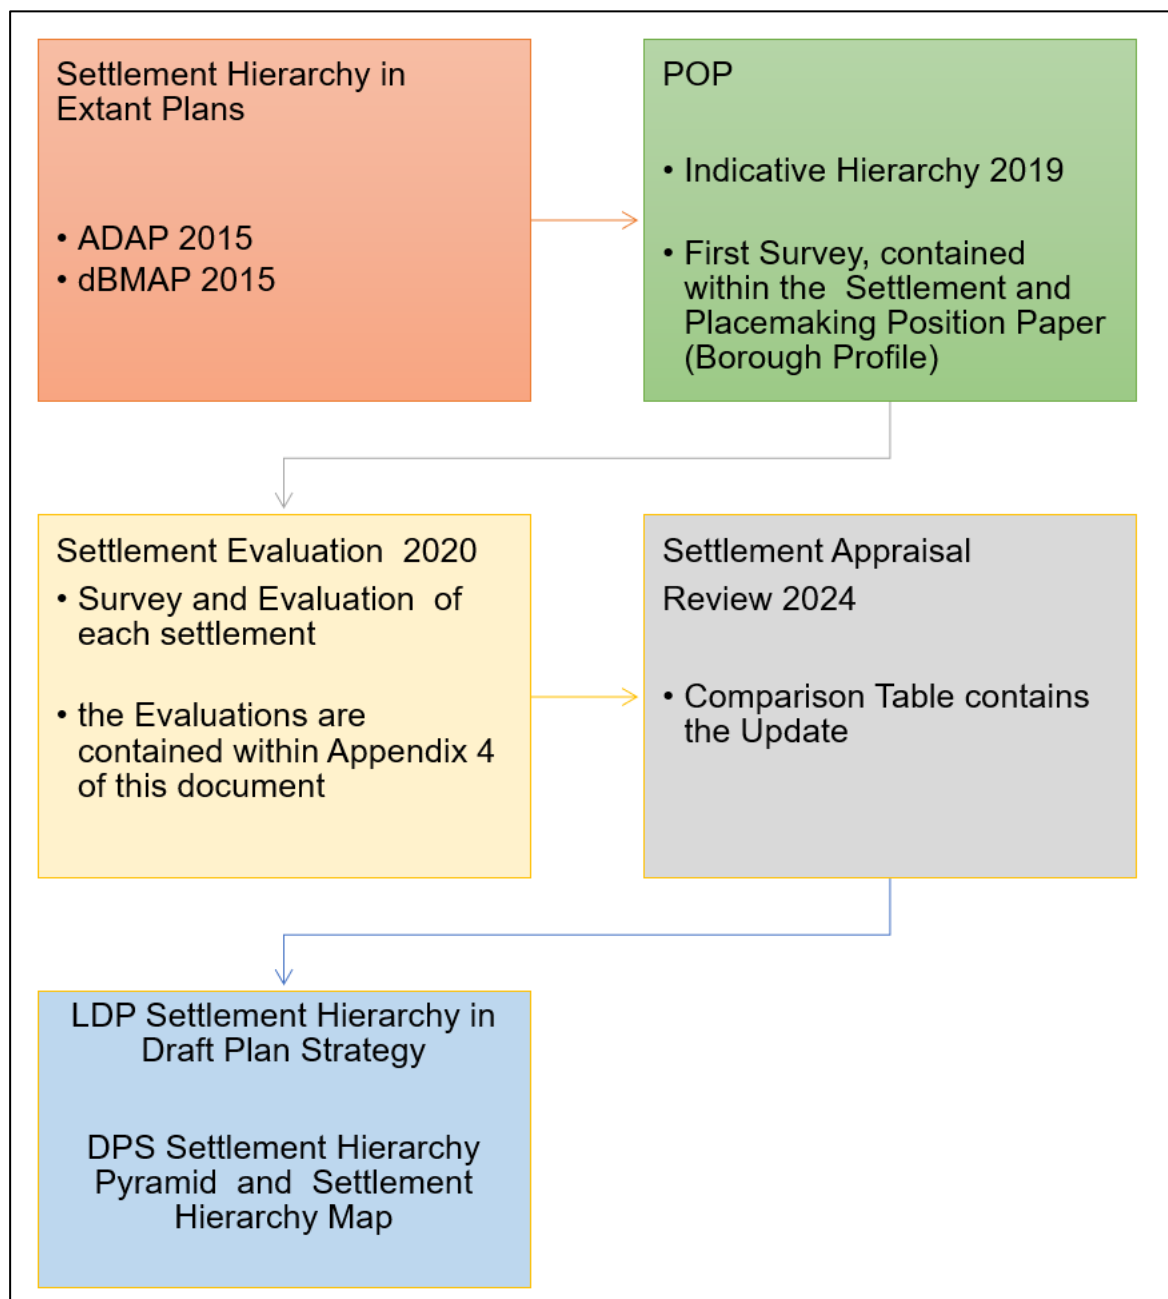 Settlement Hierarchy in
Extant Plans
• ADAP 2015
• dBMAP 2015
POP
• Indicative Hierarchy 2019
• First Survey, contained
within the  Settlement and
Placemaking Position Paper
(Borough Profile)
Settlement Evaluation  2020
• Survey and Evaluation  of
each settlement
• the Evaluations are
contained within Appendix 4
of this document
Settlement Appraisal
Review 2024
• Comparison Table contains
the Update
LDP Settlement Hierarchy in
Draft Plan Strategy
DPS Settlement Hierarchy
Pyramid  and  Settlement
Hierarchy Map